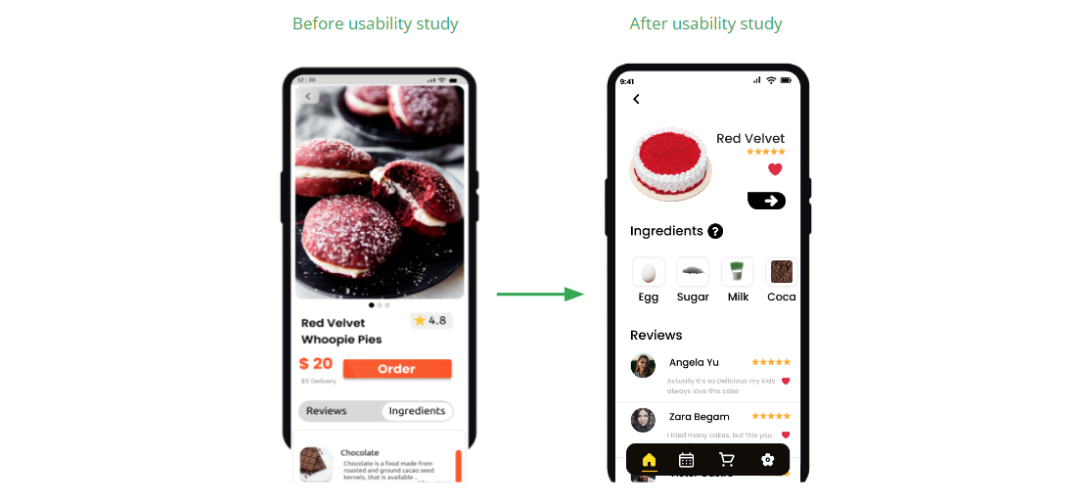 Before usability study
After usability study
12:30
Red Velvet
Whoopie Pies
4.8
$ 20
Order
$5 Delivery
Reviews
Ingredients
Chocolate
Chocolate is a food made from
roasted and ground cacao seed
kernels, that is available
9:41
Red Velvet
Ingredients ?
Egg
Sugar
Milk
Coca
Reviews
Angela Yu
Actually it's so Delicious my kids
always love this cake
Zara Begam
I tried many cakes, but this you